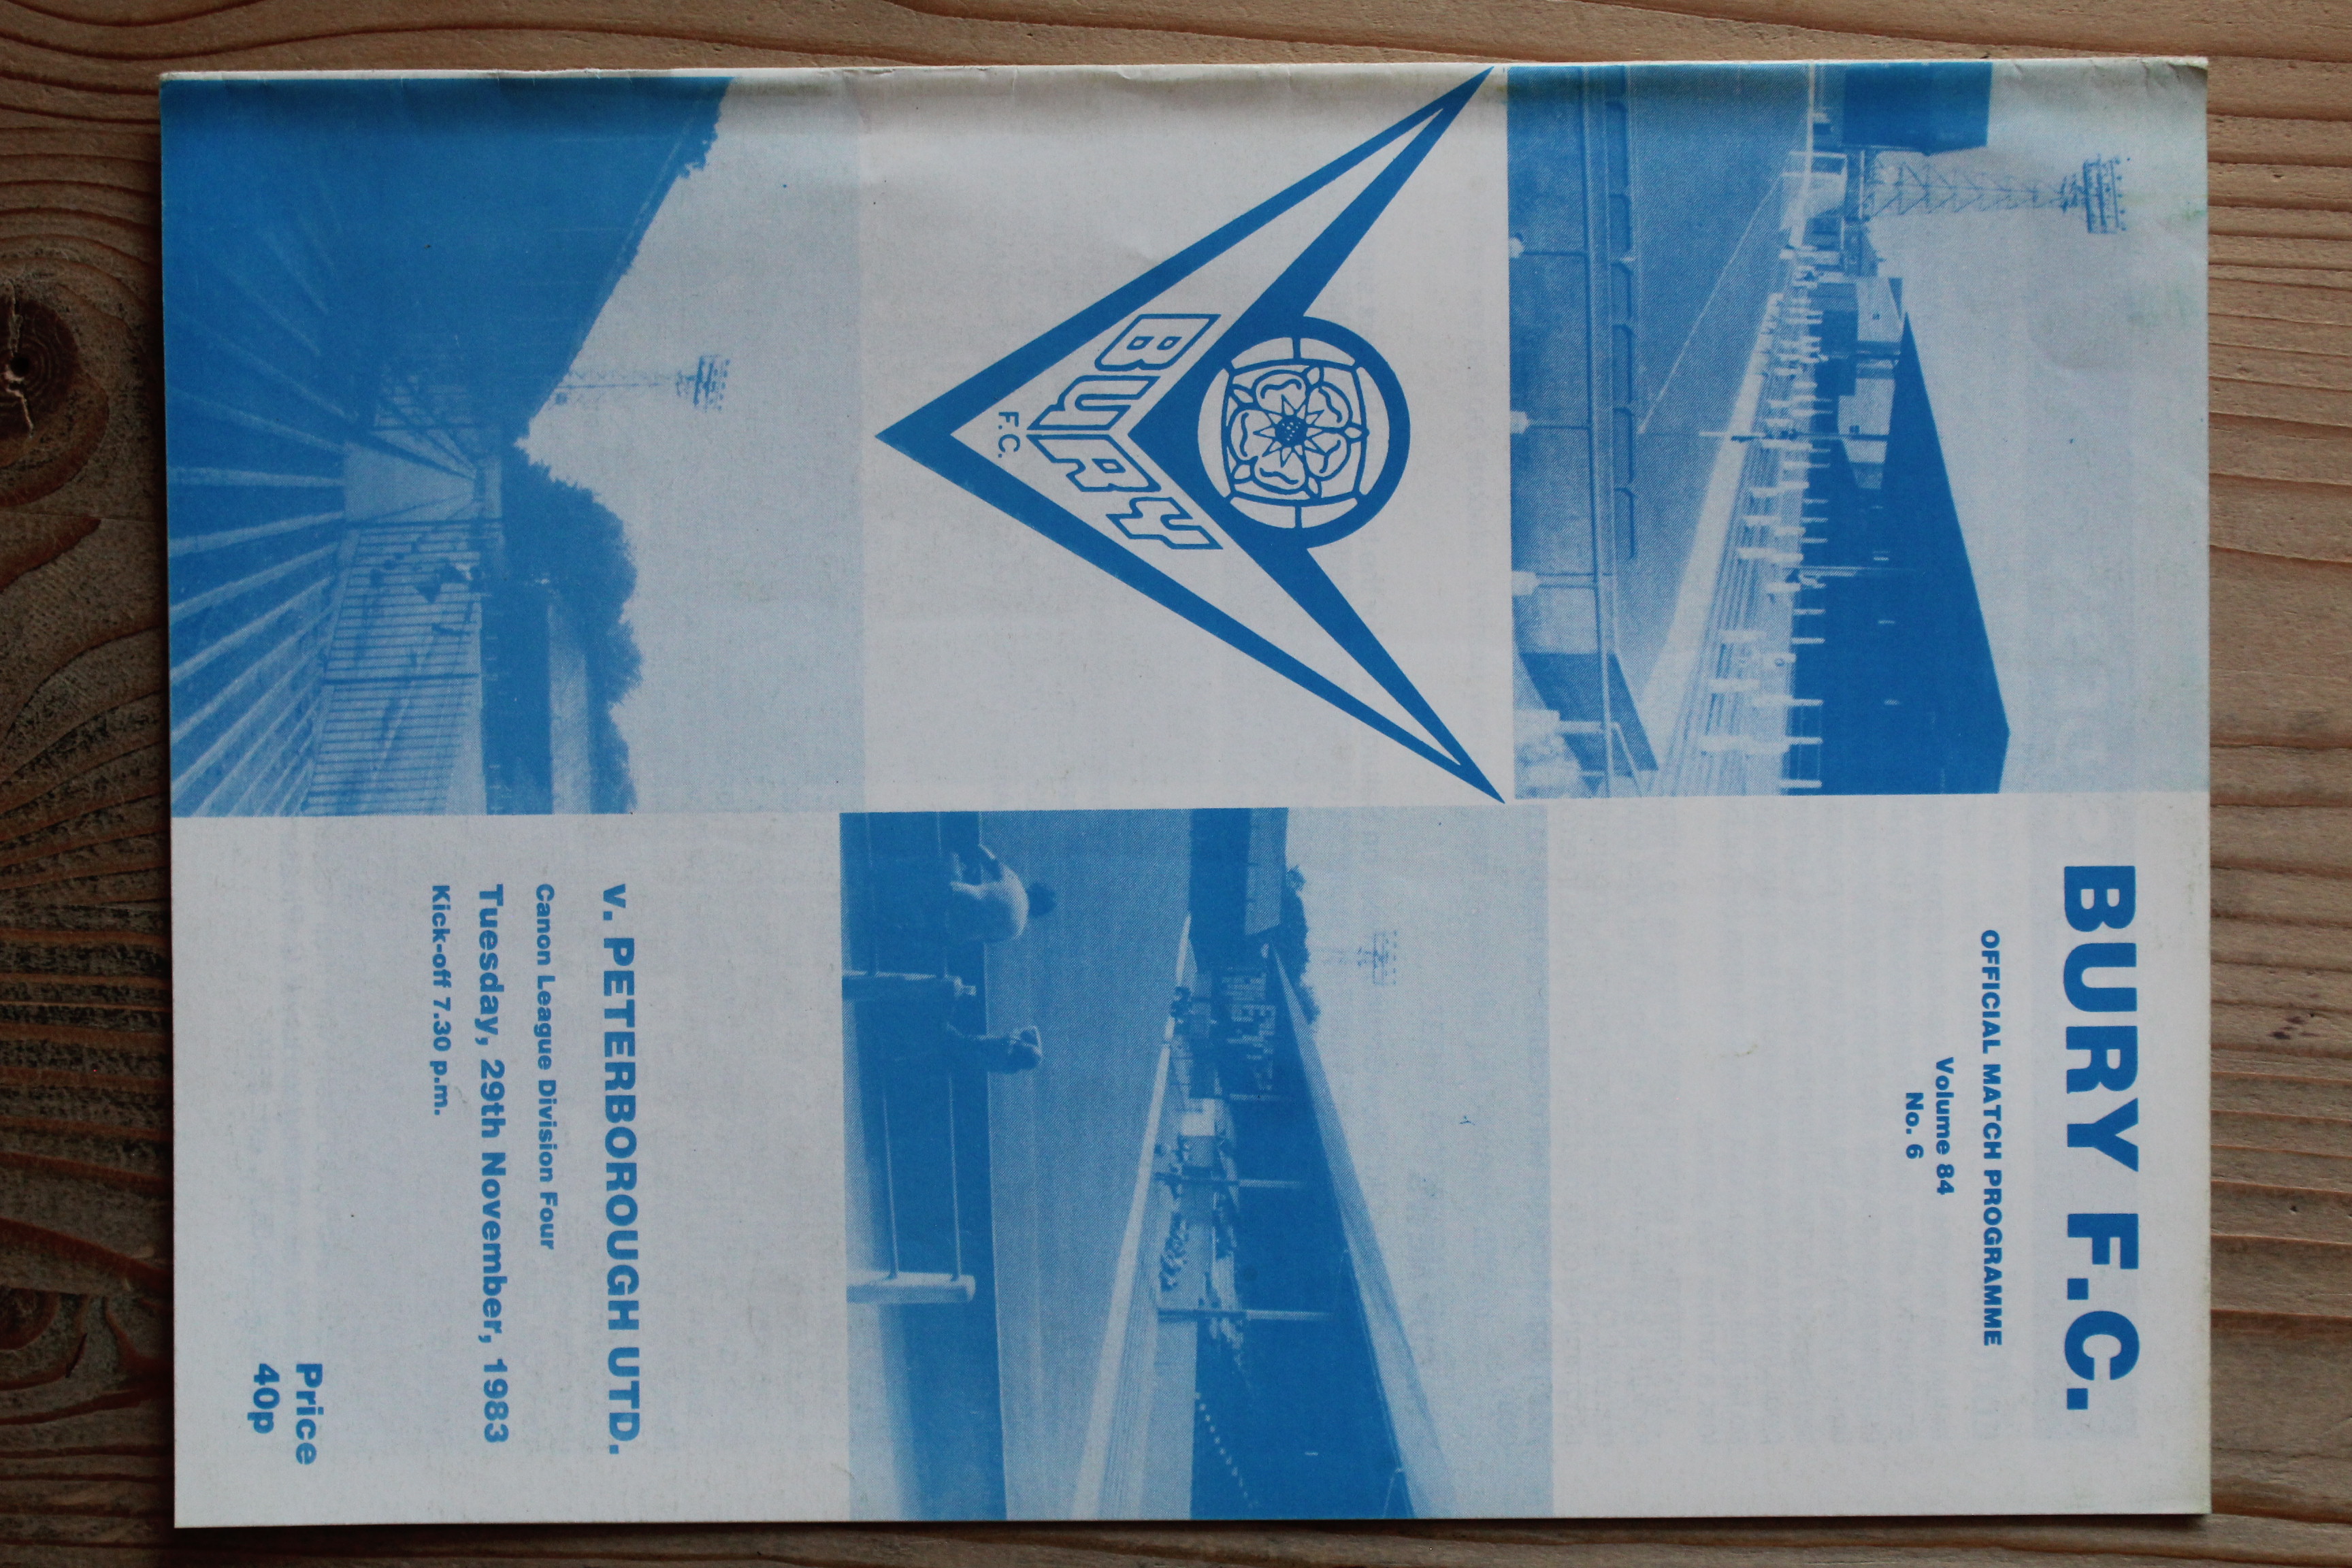 BURY F.C.
OFFICIAL MATCH PROGRAMME
Volume 84
No. 6
BURY
F.C.
v. PETERBOROUGH UTD.
Canon League Division Four
Tuesday, 29th November, 1983
Kick-off 7.30 p.m.
Price
40p